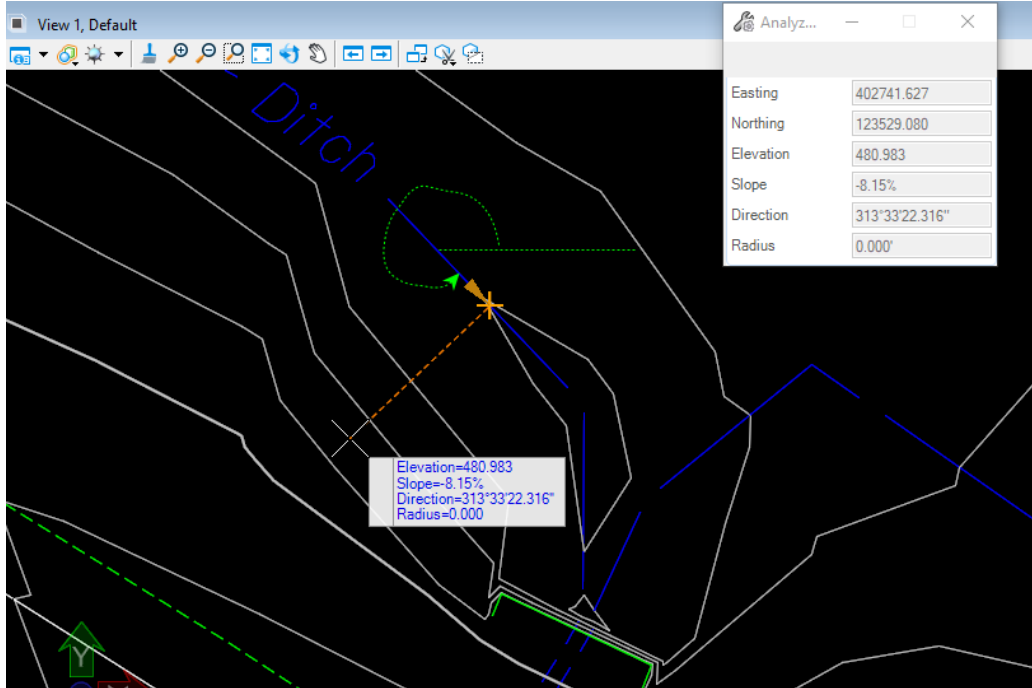 View 1, Default
Analyz...
Easting 402741.627
Northing 123529.080
Elevation 480.983
Slope -8.15%
Direction 313°33'22.316"
Radius 0.000'
Ditch
Elevation=480.983
Slope=-8.15%
Direction=313°33'22.316"
Radius=0.000
Y